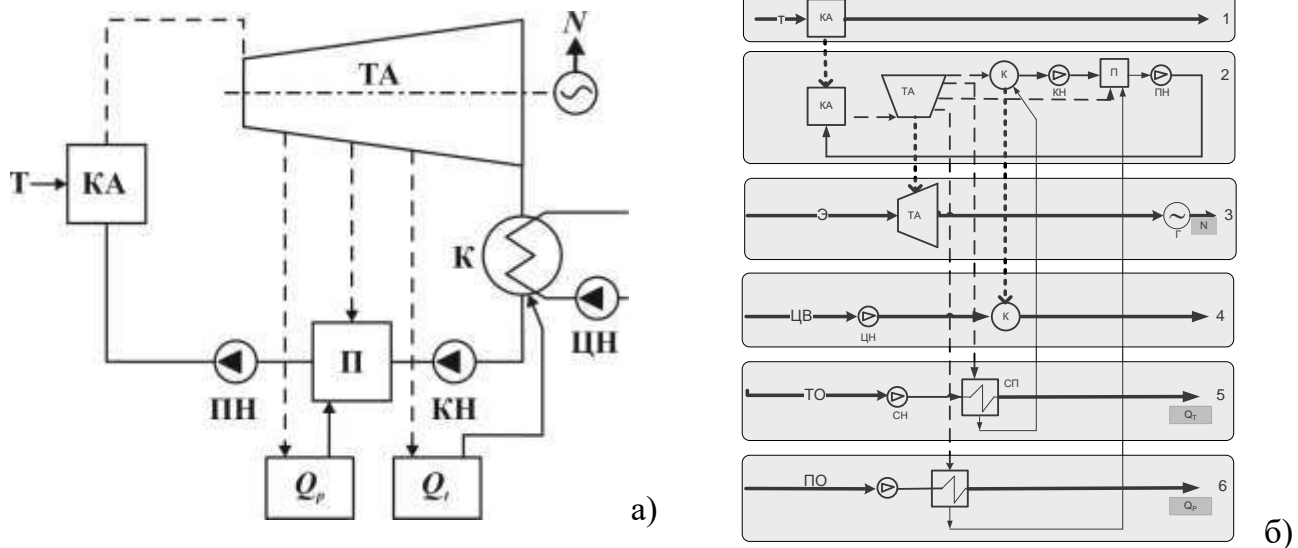 N
ТА
Т
КА
К
ЦН
П
ПН
КН
Qp
Qt
а)
т
КА
1
2
ТА
К
КН
П
ПН
КА
Э
ТА
Г
N
3
ЦВ
ЦН
К
4
ТО
СН
СП
5
QТ
ПО
6
QР
б)